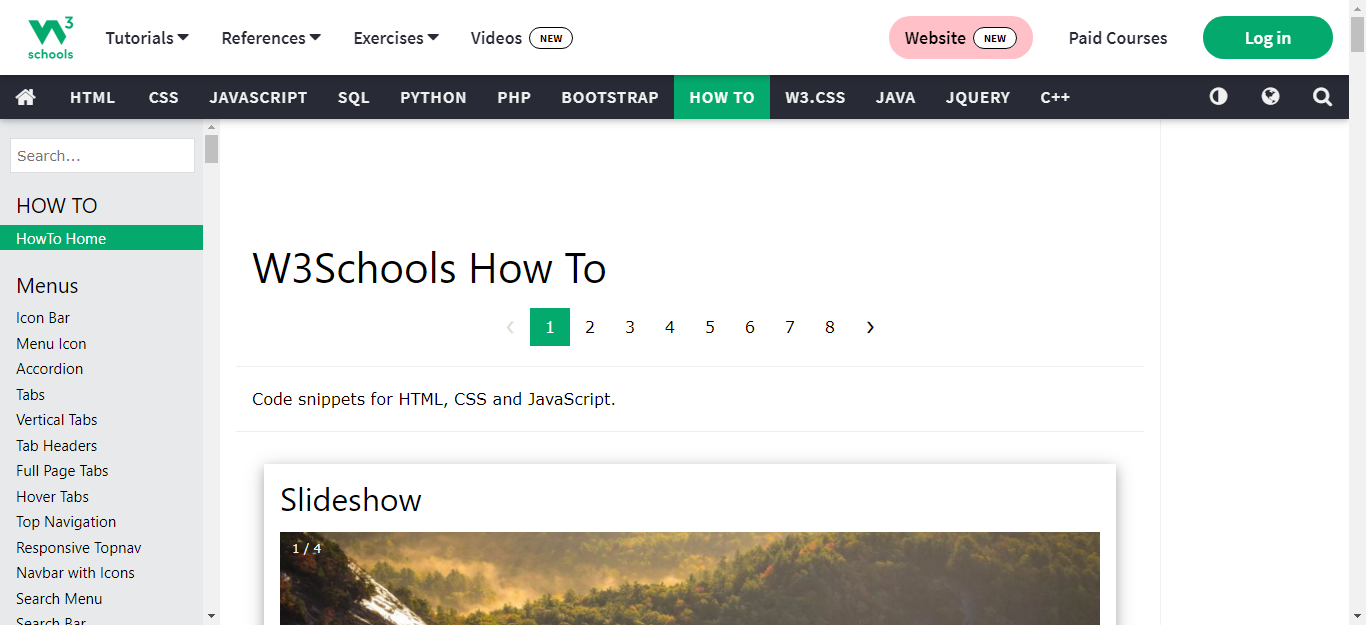 W3 schools Tutorials References Exercises Videos NEW Website NEW Paid Courses Log in
HTML CSS JAVASCRIPT SQL PYTHON PHP BOOTSTRAP HOW TO W3.CSS JAVA JQUERY C++
Search...
HOW TO
HowTo Home
Menus
Icon Bar
Menu Icon
Accordion
Tabs
Vertical Tabs
Tab Headers
Full Page Tabs
Hover Tabs
Top Navigation
Responsive Topnav
Navbar with Icons
Search Menu
Search Bar
W3Schools How To
‹ 1 2 3 4 5 6 7 8 ›
Code snippets for HTML, CSS and JavaScript.
Slideshow
1 / 4